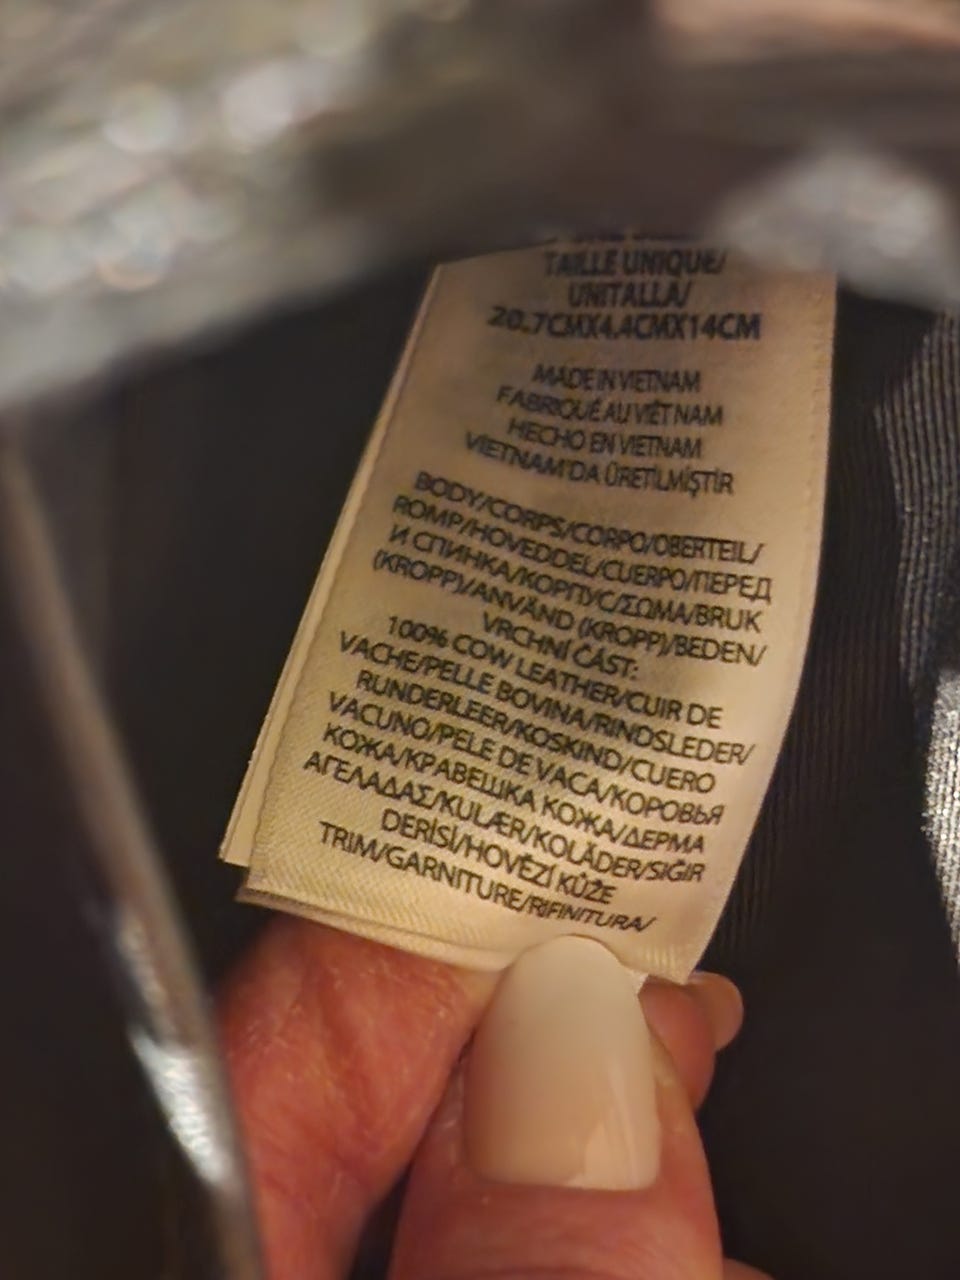 TAILLE UNIQUE/
UNITALLA/
20.7CMX4.4CMX14CM
MADE IN VIETNAM
FABRIQUÉ AU VIÊT NAM
HECHO EN VIETNAM
VIETNAM'DA ÜRETİLMİŞTİR
BODY/CORPS/CORPO/OBERTEIL/
ROMP/HOVEDDEL/CUERPO/ПЕРЕД
И СПИНКА/КОРПУС/ΣΩΜΑ/BRUK
(KROPP)/ANVÄND (KROPP)/BEDEN/
VRCHNÍ ČÁST:
100% COW LEATHER/CUIR DE
VACHE/PELLE BOVINA/RINDSLEDER/
RUNDERLEER/KOSKIND/CUERO
VACUNO/PELE DE VACA/КОРОВЬЯ
КОЖА/КРАВЕШКА КОЖА/ΔΕΡΜΑ
ΑΓΕΛΑΔΑΣ/KULÆR/KOLÄDER/SIĞIR
DERİSİ/HOVĚZÍ KŮŽE
TRIM/GARNITURE/RIFINITURA/